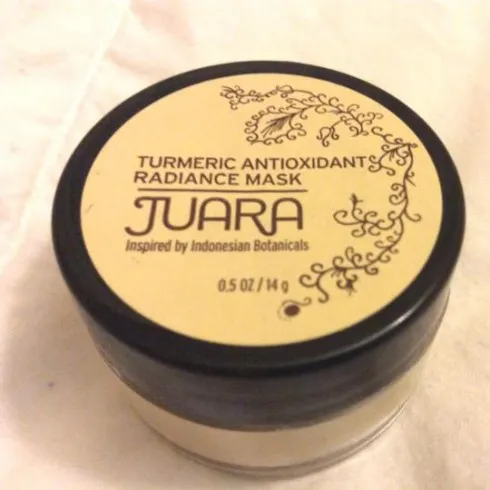 TURMERIC ANTIOXIDANT
RADIANCE MASK
JUARA
Inspired by Indonesian Botanicals
0.5 OZ / 14 g